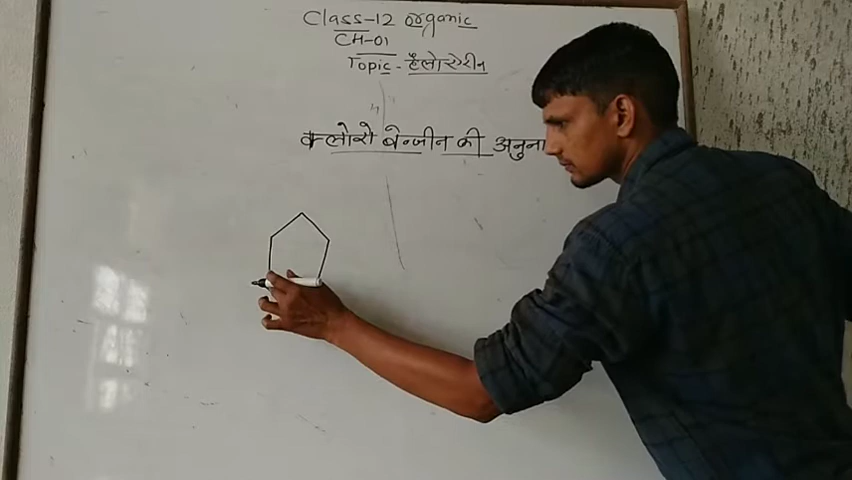 Class-12 organic
CH-01
Topic - हैलोऐरीन
क्लोरो बेन्जीन की अनुना